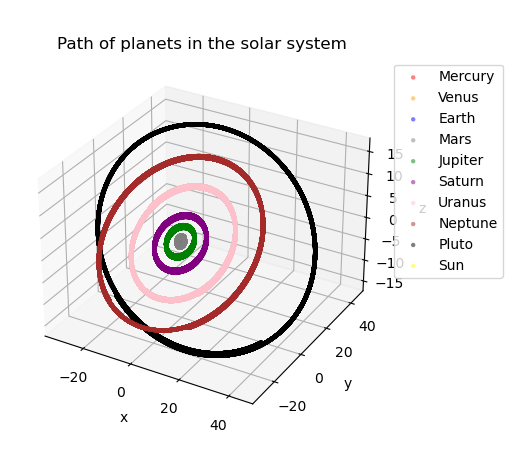 Path of planets in the solar system
Mercury
Venus
Earth
Mars
Jupiter
Saturn
Uranus
Neptune
Pluto
Sun
15
10
5
0
−5
−10
−15
z
40
20
0
−20
y
−20
0
20
40
x